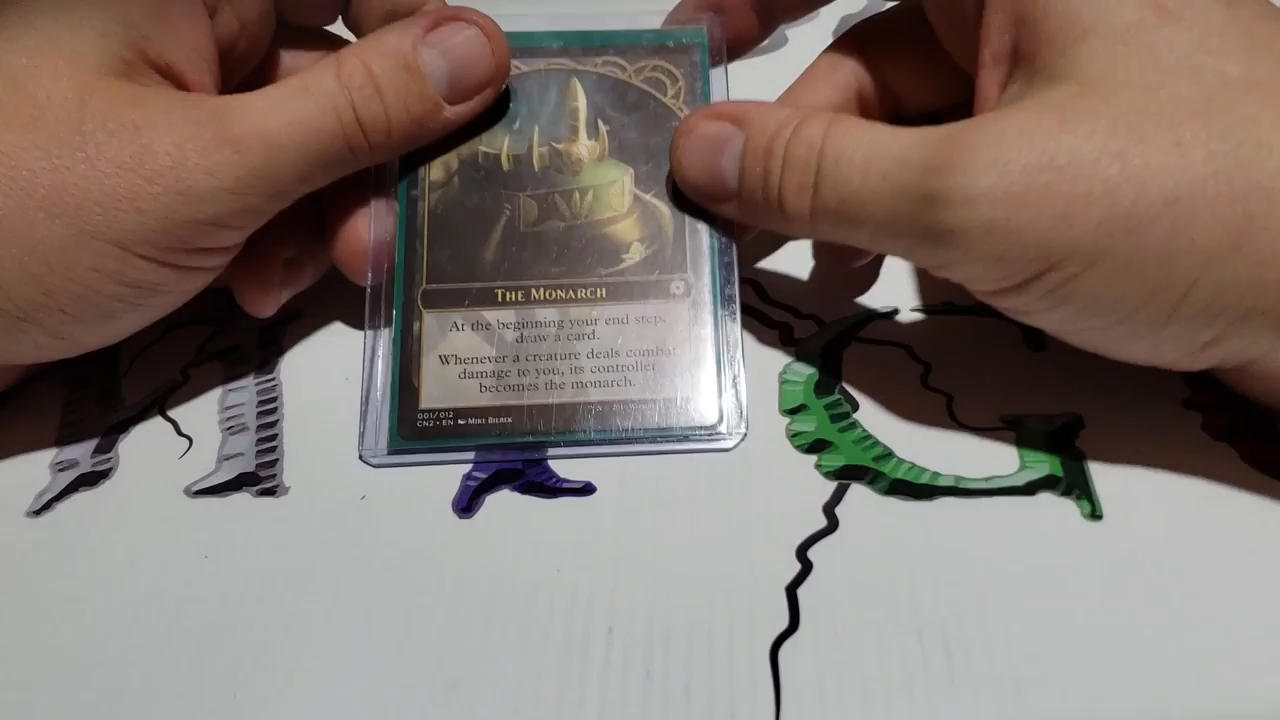 THE MONARCH
At the beginning your end step,
draw a card.
Whenever a creature deals combat
damage to you, its controller
becomes the monarch.
001/012
CN2 • EN MIKE BIEREK